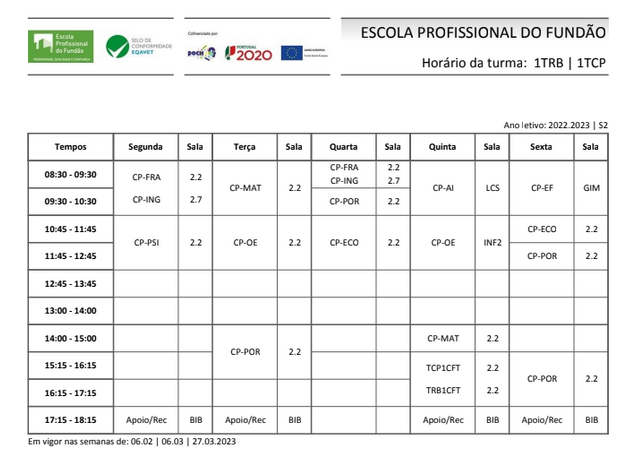 Escola
Profissional
do Fundão
SELO DE
CONFORMIDADE
EQAVET
Cofinanciado por:
POCH
PORTUGAL
2020
UNIÃO EUROPEIA
Fundo Social Europeu
ESCOLA PROFISSIONAL DO FUNDÃO
Horário da turma: 1TRB | 1TCP
Ano letivo: 2022.2023 | S2
Tempos Segunda Sala Terça Sala Quarta Sala Quinta Sala Sexta Sala
08:30 - 09:30 CP-FRA 2.2 CP-MAT 2.2 CP-FRA 2.2 CP-AI LCS CP-EF GIM
CP-ING 2.7
09:30 - 10:30 CP-ING 2.7 CP-POR 2.2
10:45 - 11:45 CP-PSI 2.2 CP-OE 2.2 CP-ECO 2.2 CP-OE INF2 CP-ECO 2.2
11:45 - 12:45 CP-POR 2.2
12:45 - 13:45
13:00 - 14:00
14:00 - 15:00 CP-POR 2.2 CP-MAT 2.2
15:15 - 16:15 TCP1CFT 2.2 CP-POR 2.2
16:15 - 17:15 TRB1CFT 2.2
17:15 - 18:15 Apoio/Rec BIB Apoio/Rec BIB Apoio/Rec BIB Apoio/Rec BIB
Em vigor nas semanas de: 06.02 | 06.03 | 27.03.2023